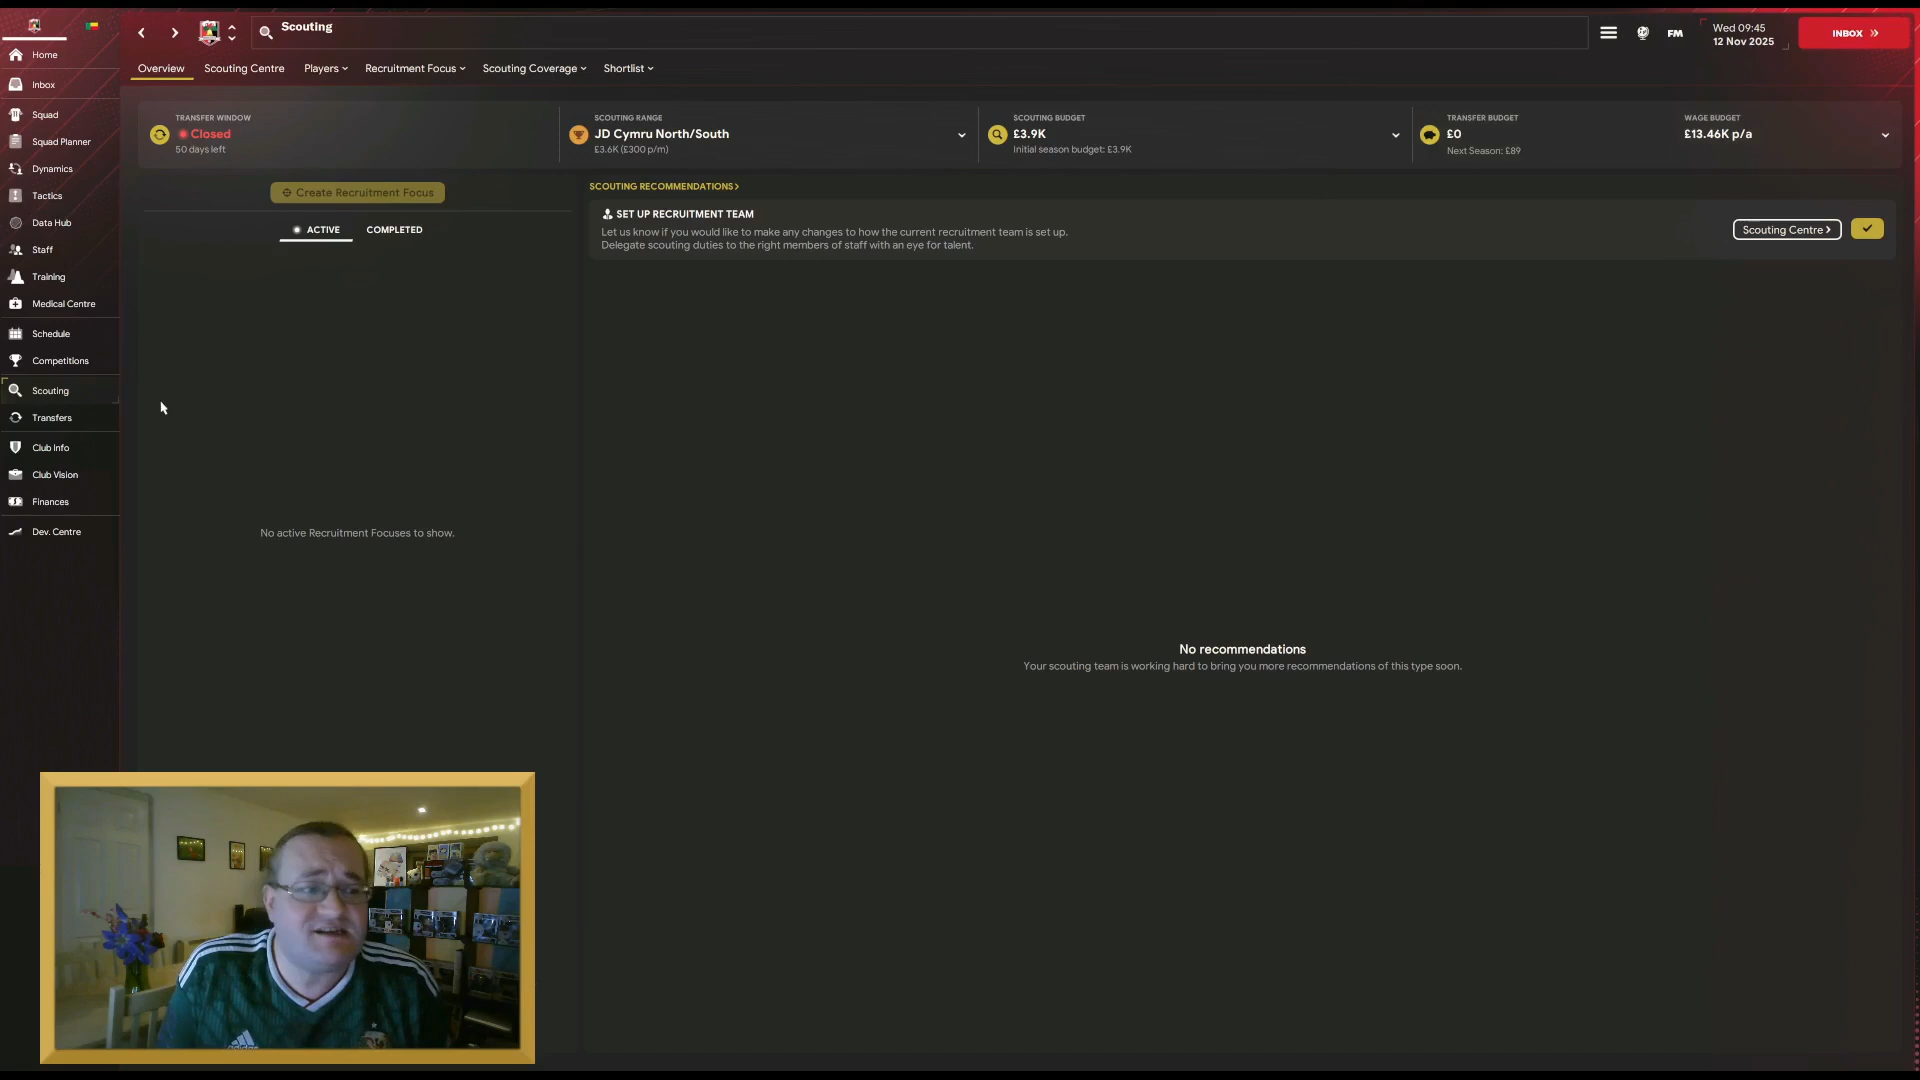 Scouting
Wed 09:45
12 Nov 2025
INBOX
FM
Home
Inbox
Squad
Squad Planner
Dynamics
Tactics
Data Hub
Staff
Training
Medical Centre
Schedule
Competitions
Scouting
Transfers
Club Info
Club Vision
Finances
Dev. Centre
Overview
Scouting Centre
Players
Recruitment Focus
Scouting Coverage
Shortlist
TRANSFER WINDOW
Closed
50 days left
SCOUTING RANGE
JD Cymru North/South
£3.6K (£300 p/m)
SCOUTING BUDGET
£3.9K
Initial season budget: £3.9K
TRANSFER BUDGET
£0
Next Season: £89
WAGE BUDGET
£13.46K p/a
Create Recruitment Focus
ACTIVE
COMPLETED
No active Recruitment Focuses to show.
SCOUTING RECOMMENDATIONS
SET UP RECRUITMENT TEAM
Let us know if you would like to make any changes to how the current recruitment team is set up.
Delegate scouting duties to the right members of staff with an eye for talent.
Scouting Centre
No recommendations
Your scouting team is working hard to bring you more recommendations of this type soon.
adidas